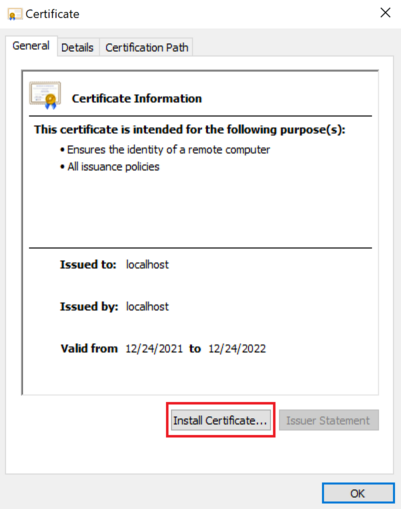 Certificate
General Details Certification Path
Certificate Information
This certificate is intended for the following purpose(s):
• Ensures the identity of a remote computer
• All issuance policies
Issued to: localhost
Issued by: localhost
Valid from 12/24/2021 to 12/24/2022
Install Certificate... Issuer Statement
OK